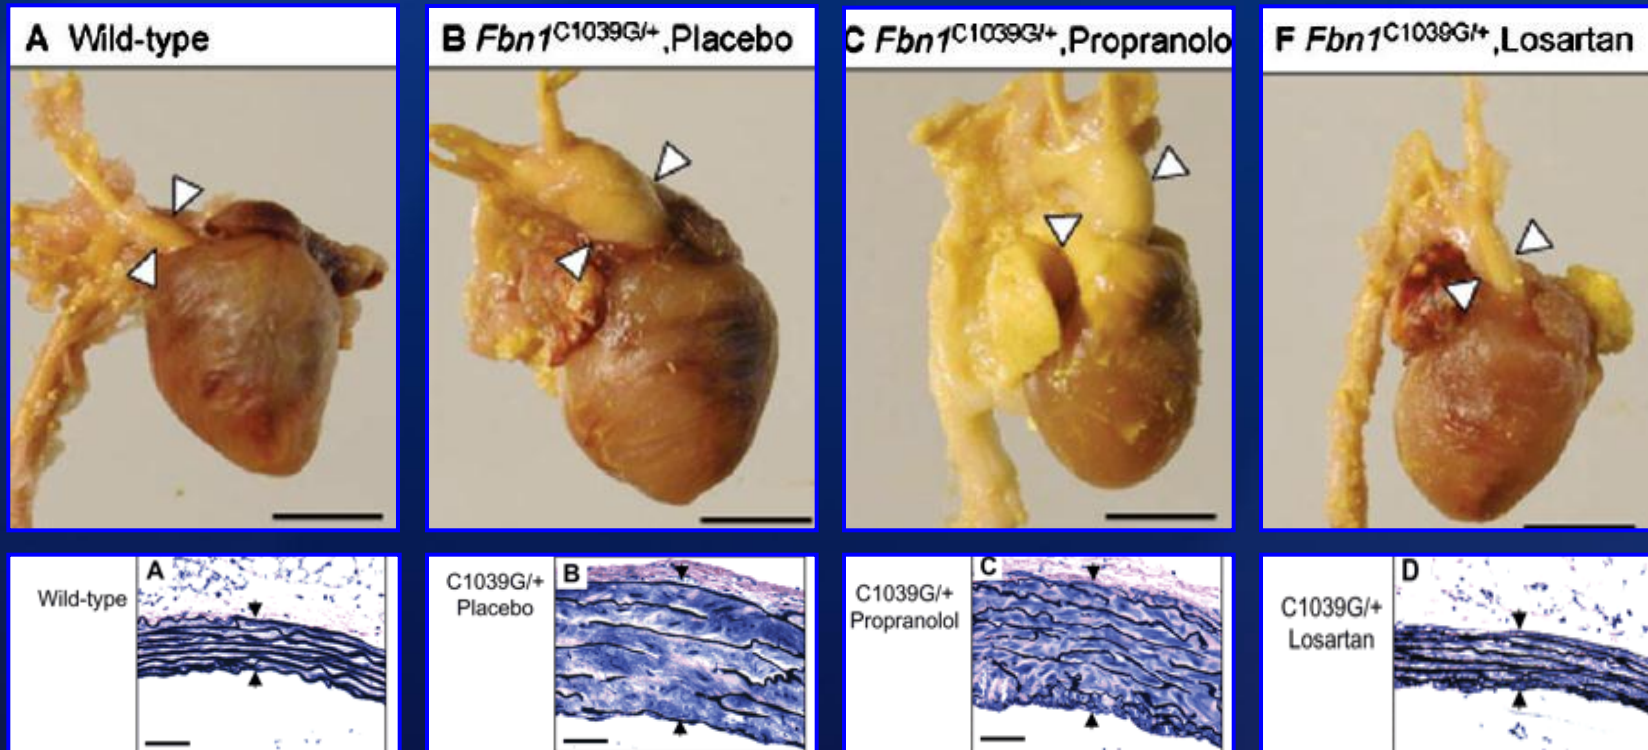 A Wild-type
B Fbn1C1039G/+,Placebo
C Fbn1C1039G/+,Propranolo
F Fbn1C1039G/+,Losartan
Wild-type
A
C1039G/+
Placebo
B
C1039G/+
Propranolol
C
C1039G/+
Losartan
D